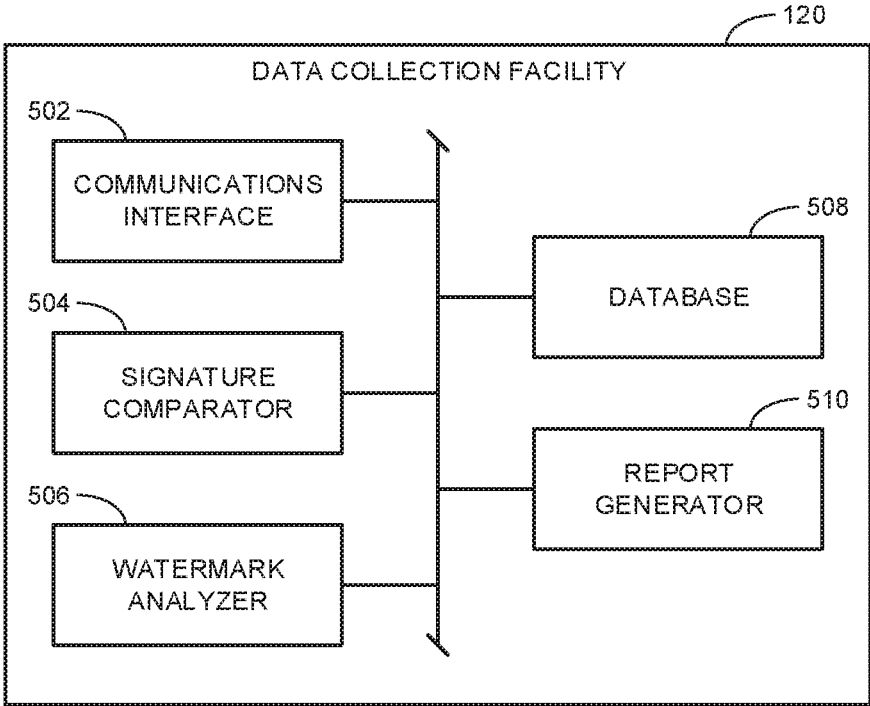 120
DATA COLLECTION FACILITY
502
COMMUNICATIONS
INTERFACE
504
SIGNATURE
COMPARATOR
506
WATERMARK
ANALYZER
508
DATABASE
510
REPORT
GENERATOR